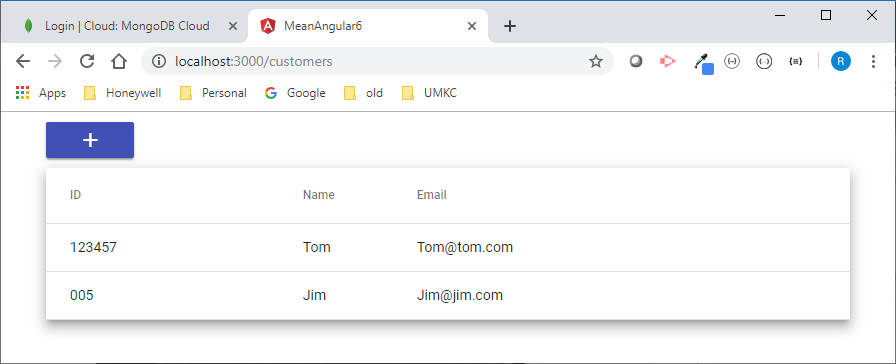 Login | Cloud: MongoDB Cloud
MeanAngular6
localhost:3000/customers
R
Apps Honeywell Personal Google old UMKC
+
ID Name Email
123457 Tom Tom@tom.com
005 Jim Jim@jim.com